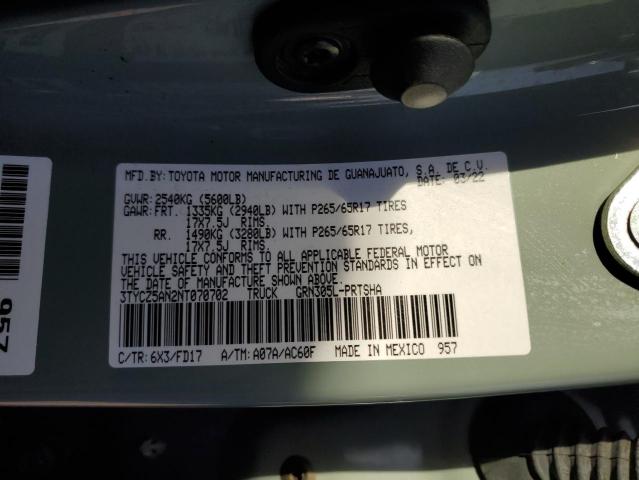 MFD.BY: TOYOTA MOTOR MANUFACTURING DE GUANAJUATO, S.A. DE C.V.
DATE: 03/22
GVWR: 2540KG (5600LB)
GAWR: FRT. 1335KG (2940LB) WITH P265/65R17 TIRES
17X7.5J RIMS
RR. 1490KG (3280LB) WITH P265/65R17 TIRES,
17X7.5J RIMS.
THIS VEHICLE CONFORMS TO ALL APPLICABLE FEDERAL MOTOR
VEHICLE SAFETY AND THEFT PREVENTION STANDARDS IN EFFECT ON
THE DATE OF MANUFACTURE SHOWN ABOVE.
3TYCZ5AN2NT070702 TRUCK GRN305L-PRTSHA
C/TR: 6X3/FD17 A/TM: A07A/AC60F MADE IN MEXICO 957
957